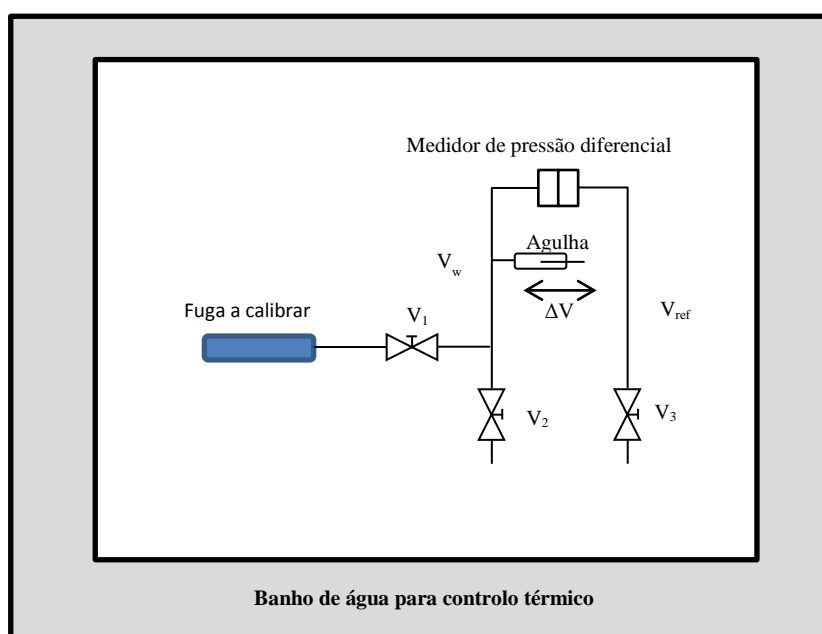 Medidor de pressão diferencial
Agulha
V_w
ΔV
V_ref
Fuga a calibrar
V_1
V_2
V_3
Banho de água para controlo térmico